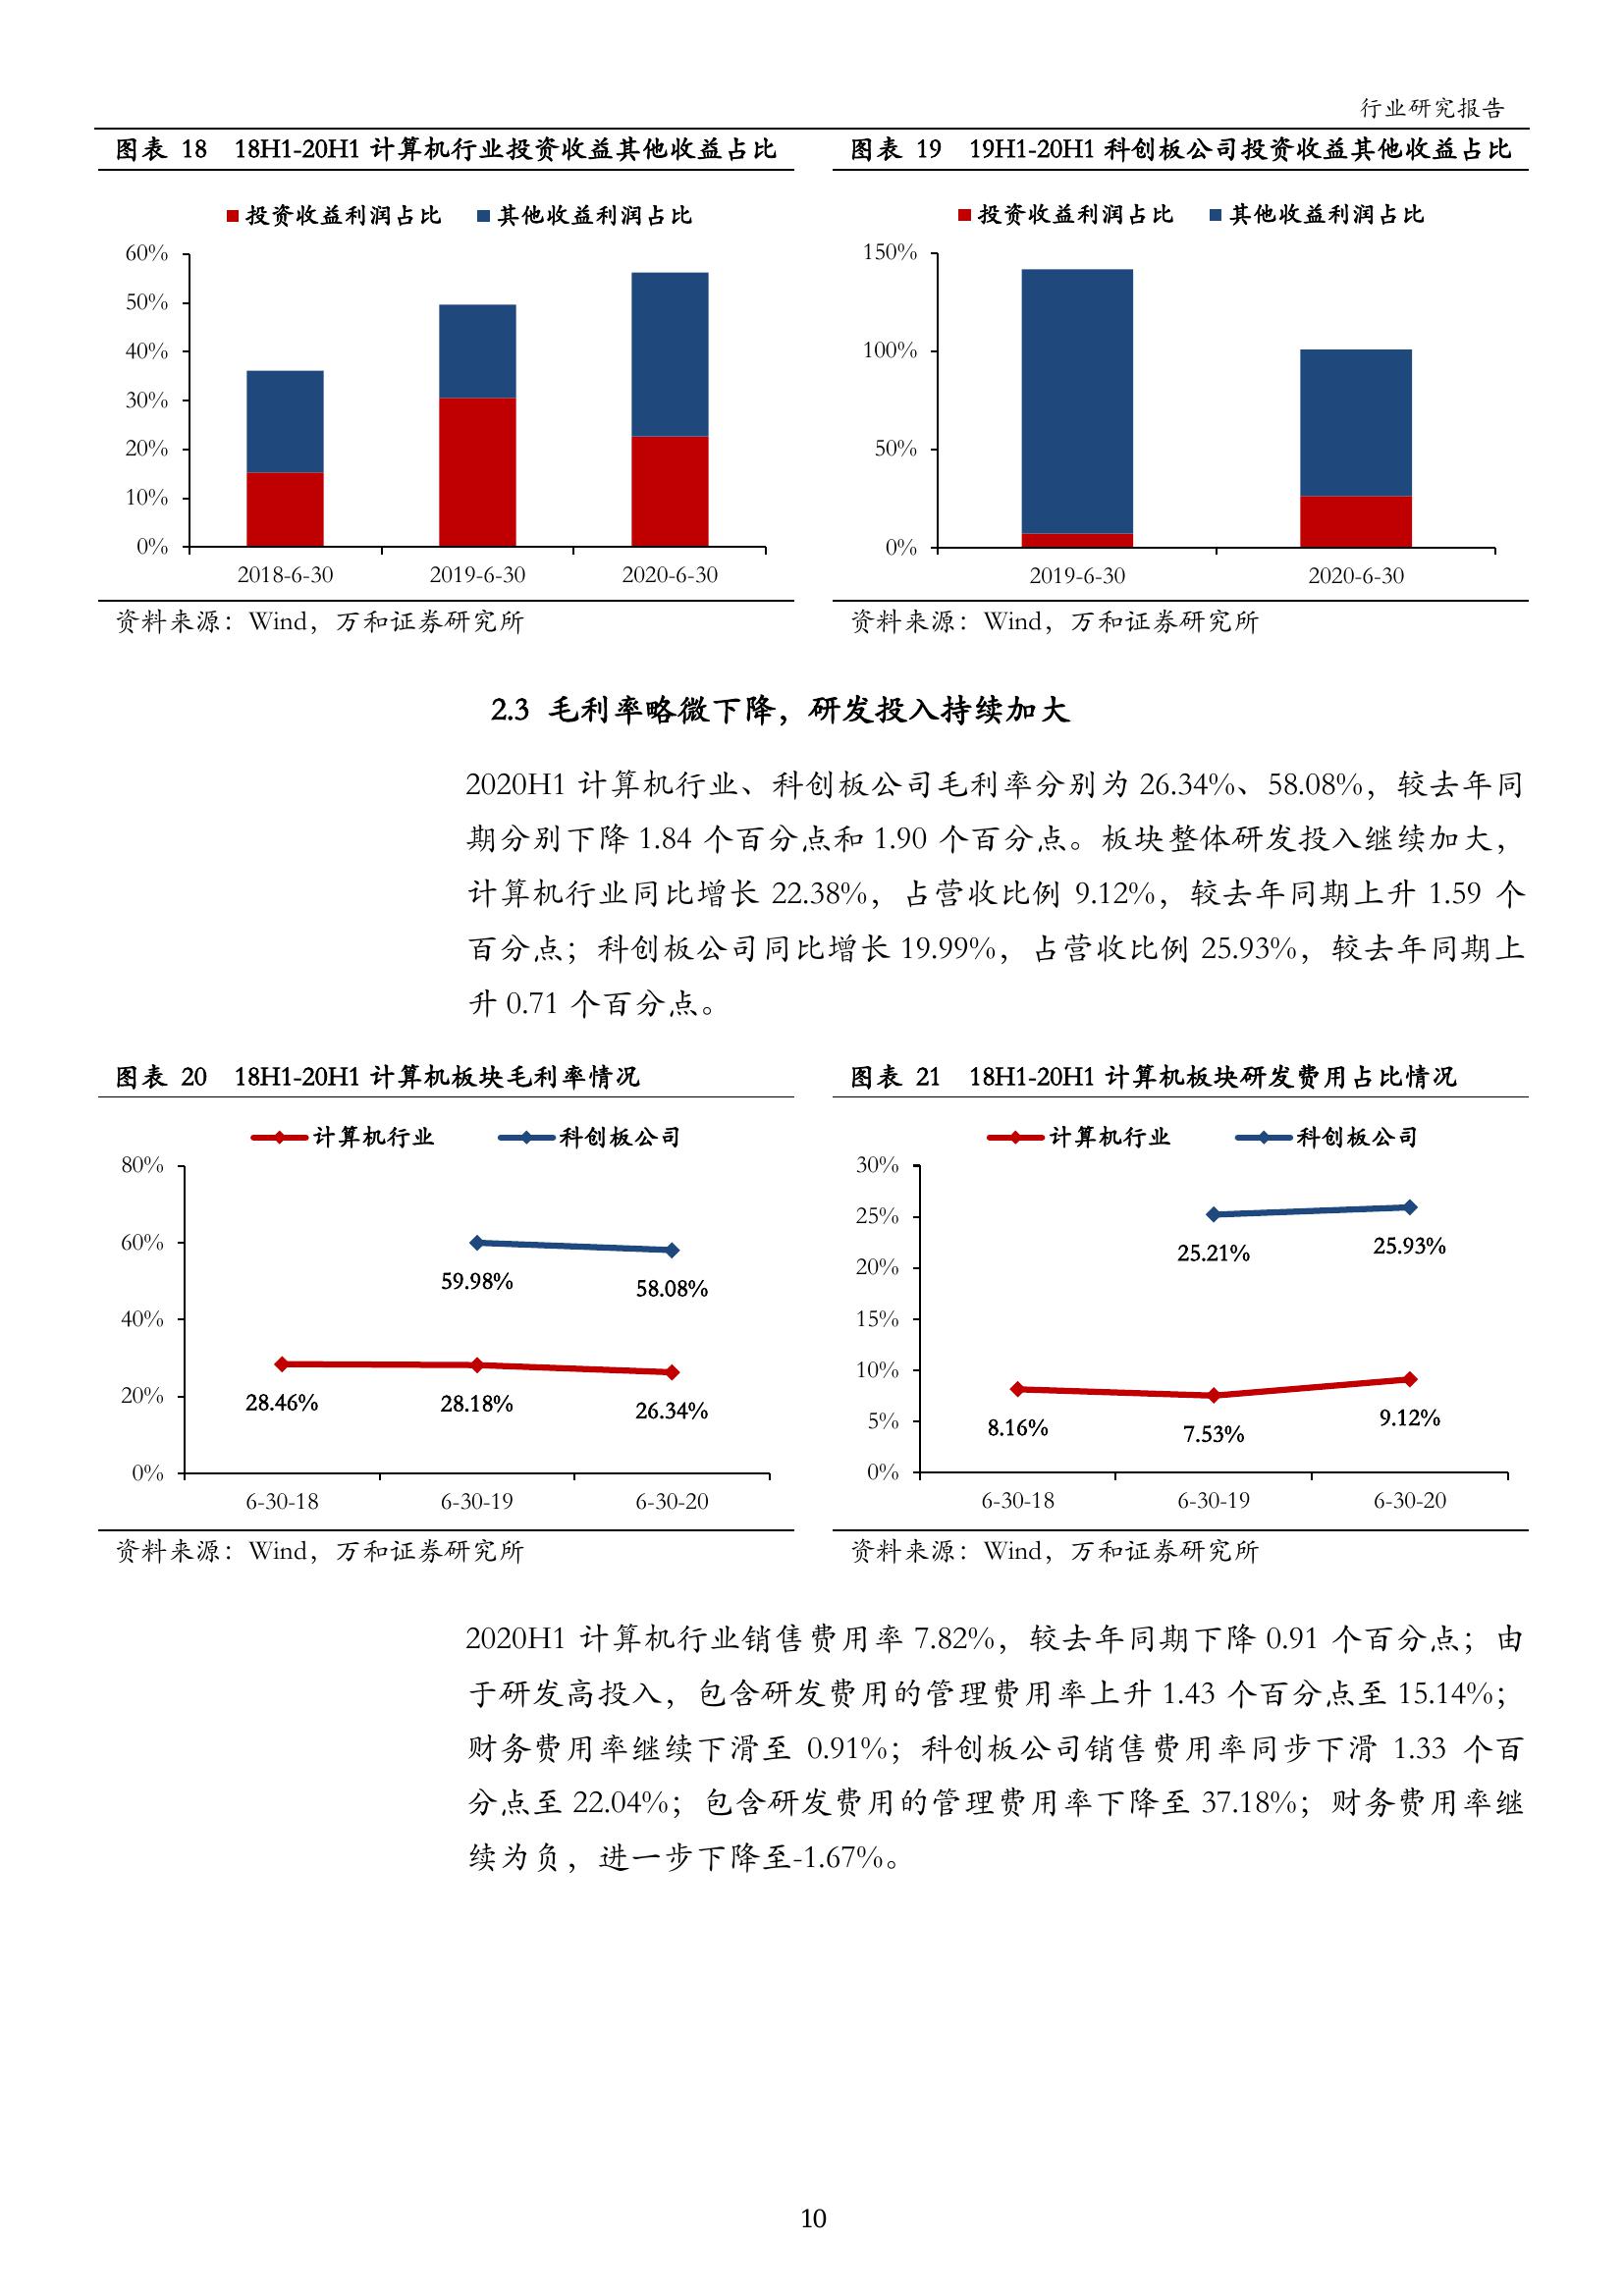 行业研究报告
图表 18 18H1-20H1 计算机行业投资收益其他收益占比
投资收益利润占比 其他收益利润占比
60%
50%
40%
30%
20%
10%
0%
2018-6-30 2019-6-30 2020-6-30
资料来源：Wind，万和证券研究所
图表 19 19H1-20H1 科创板公司投资收益其他收益占比
投资收益利润占比 其他收益利润占比
150%
100%
50%
0%
2019-6-30 2020-6-30
资料来源：Wind，万和证券研究所
2.3 毛利率略微下降，研发投入持续加大
2020H1 计算机行业、科创板公司毛利率分别为 26.34%、58.08%，较去年同
期分别下降 1.84 个百分点和 1.90 个百分点。板块整体研发投入继续加大，
计算机行业同比增长 22.38%，占营收比例 9.12%，较去年同期上升 1.59 个
百分点；科创板公司同比增长 19.99%，占营收比例 25.93%，较去年同期上
升 0.71 个百分点。
图表 20 18H1-20H1 计算机板块毛利率情况
计算机行业 科创板公司
80%
60%
40%
20%
0%
59.98% 58.08%
28.46% 28.18% 26.34%
6-30-18 6-30-19 6-30-20
资料来源：Wind，万和证券研究所
图表 21 18H1-20H1 计算机板块研发费用占比情况
计算机行业 科创板公司
30%
25%
20%
15%
10%
5%
0%
25.21% 25.93%
8.16% 7.53% 9.12%
6-30-18 6-30-19 6-30-20
资料来源：Wind，万和证券研究所
2020H1 计算机行业销售费用率 7.82%，较去年同期下降 0.91 个百分点；由
于研发高投入，包含研发费用的管理费用率上升 1.43 个百分点至 15.14%；
财务费用率继续下滑至 0.91%；科创板公司销售费用率同步下滑 1.33 个百
分点至 22.04%；包含研发费用的管理费用率下降至 37.18%；财务费用率继
续为负，进一步下降至-1.67%。
10